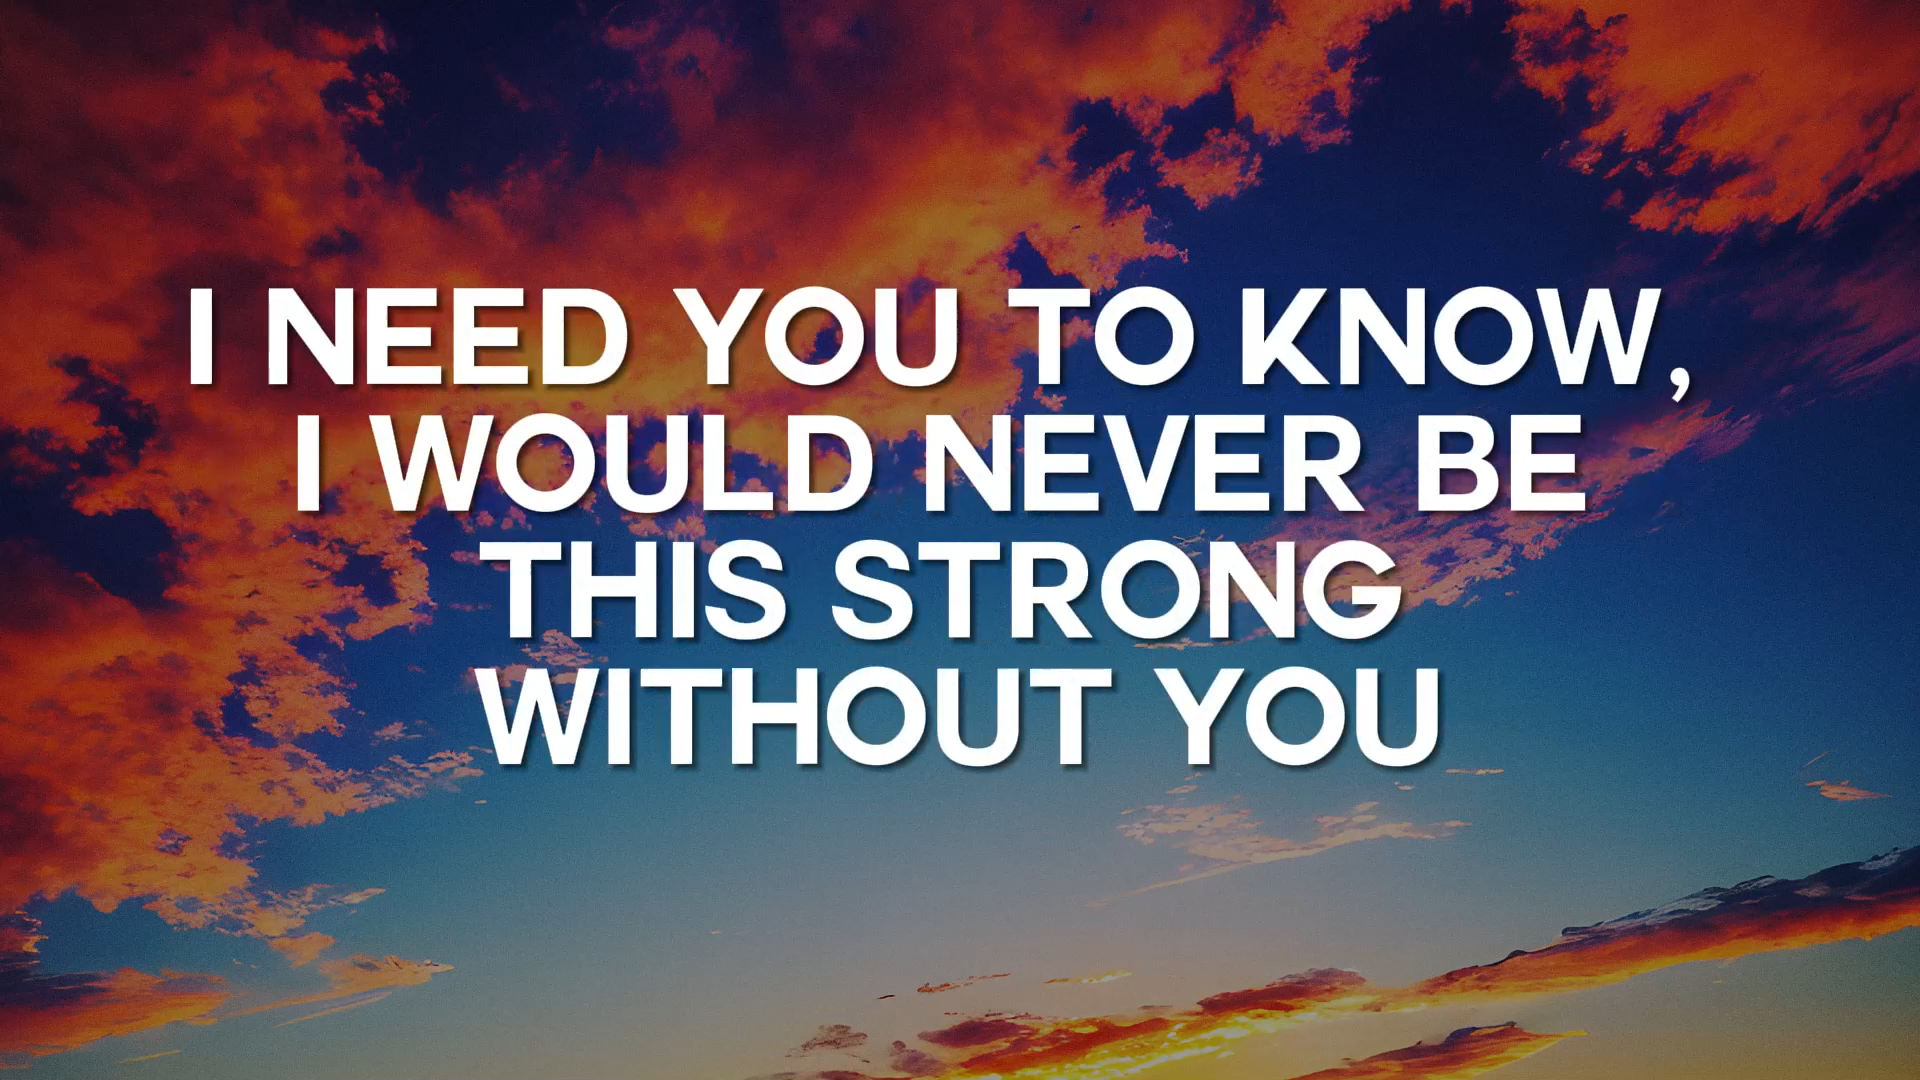 I NEED YOU TO KNOW,
I WOULD NEVER BE
THIS STRONG
WITHOUT YOU